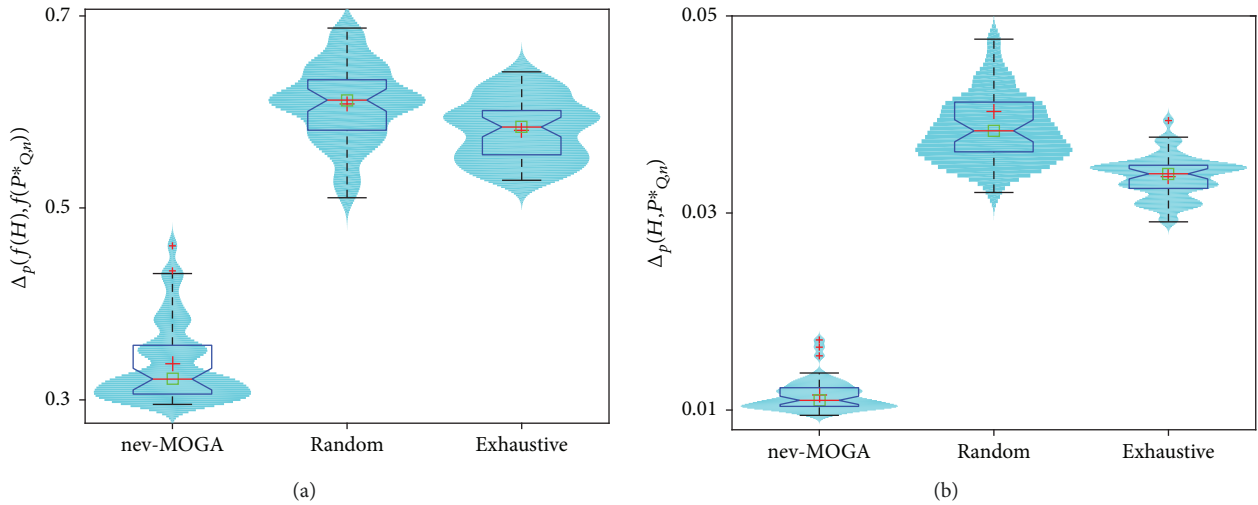 0.7
0.5
0.3
Δp(f(H),f(P*Q,n))
nev-MOGA Random Exhaustive
(a)
0.05
0.03
0.01
Δp(H,P*Q,n)
nev-MOGA Random Exhaustive
(b)